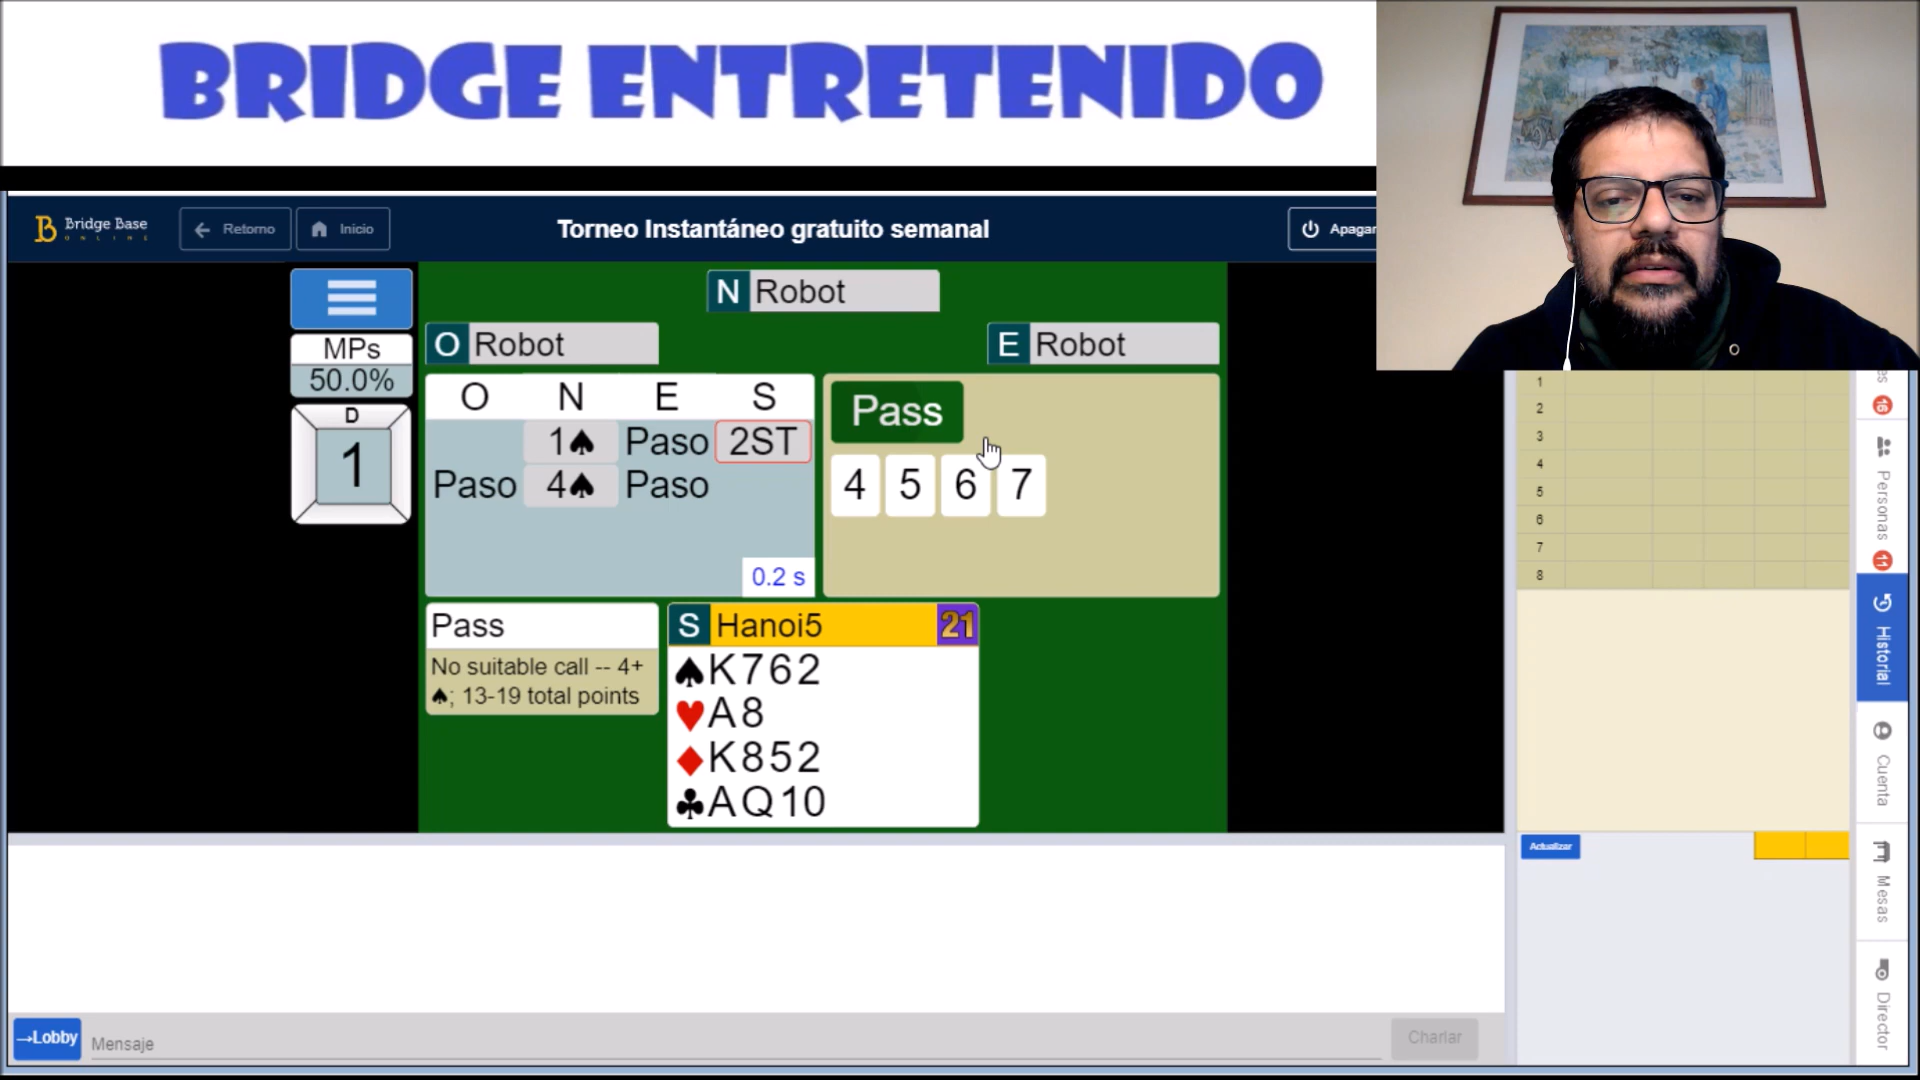 BRIDGE ENTRETENIDO
Bridge Base
ONLINE
Retorno
Inicio
Torneo Instantáneo gratuito semanal
Apagar
N Robot
O Robot
E Robot
MPs
50.0%
D
1
O N E S
1♠ Paso 2ST
Paso 4♠ Paso
0.2 s
Pass
4 5 6 7
Pass
No suitable call -- 4+
♠; 13-19 total points
S Hanoi5 21
♠K762
♥A8
♦K852
♣AQ10
1
2
3
4
5
6
7
8
es
16
Personas
11
Historial
Cuenta
Mesas
Director
Actualizar
→Lobby
Mensaje
Charlar